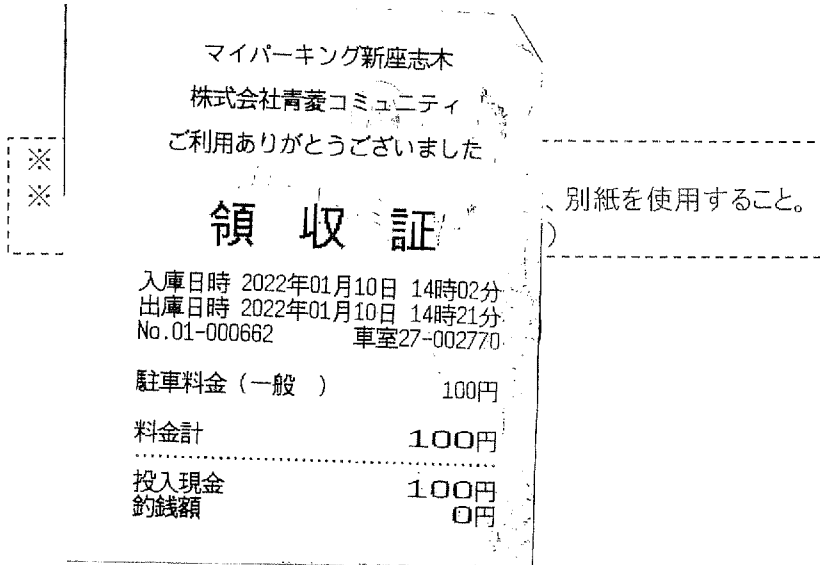 マイパーキング新座志木
株式会社青菱コミュニティ
ご利用ありがとうございました
※
※
、別紙を使用すること。
)
領 収 証
入庫日時 2022年01月10日 14時02分
出庫日時 2022年01月10日 14時21分
No.01-000662 車室27-002770
駐車料金(一般 ) 100円
料金計 100円
投入現金 100円
釣銭額 0円